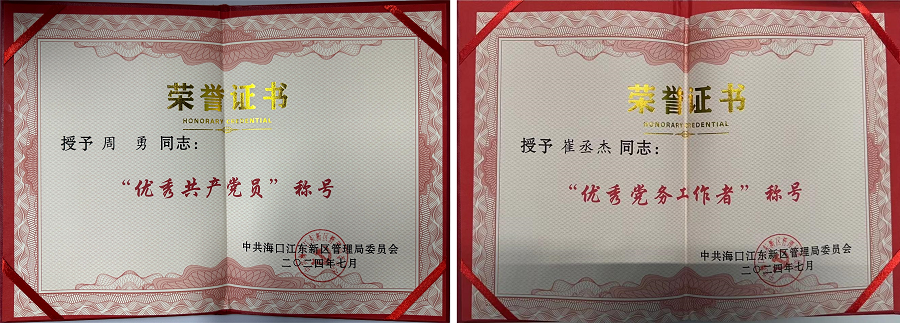 荣誉证书
HONORARY CREDENTIAL
授予 周 勇 同志：
“优秀共产党员”称号
中共海口江东新区管理局委员会
二〇二四年七月
荣誉证书
HONORARY CREDENTIAL
授予 崔丞杰 同志：
“优秀党务工作者”称号
中共海口江东新区管理局委员会
二〇二四年七月